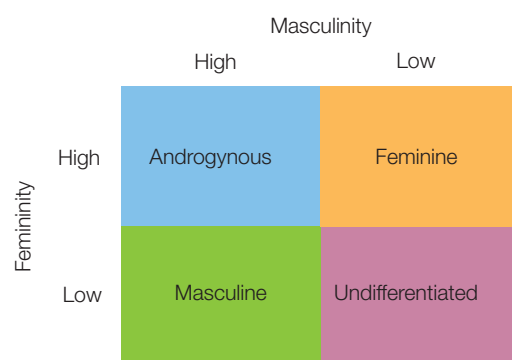 Masculinity
High Low
High Androgynous Feminine
Femininity
Low Masculine Undifferentiated